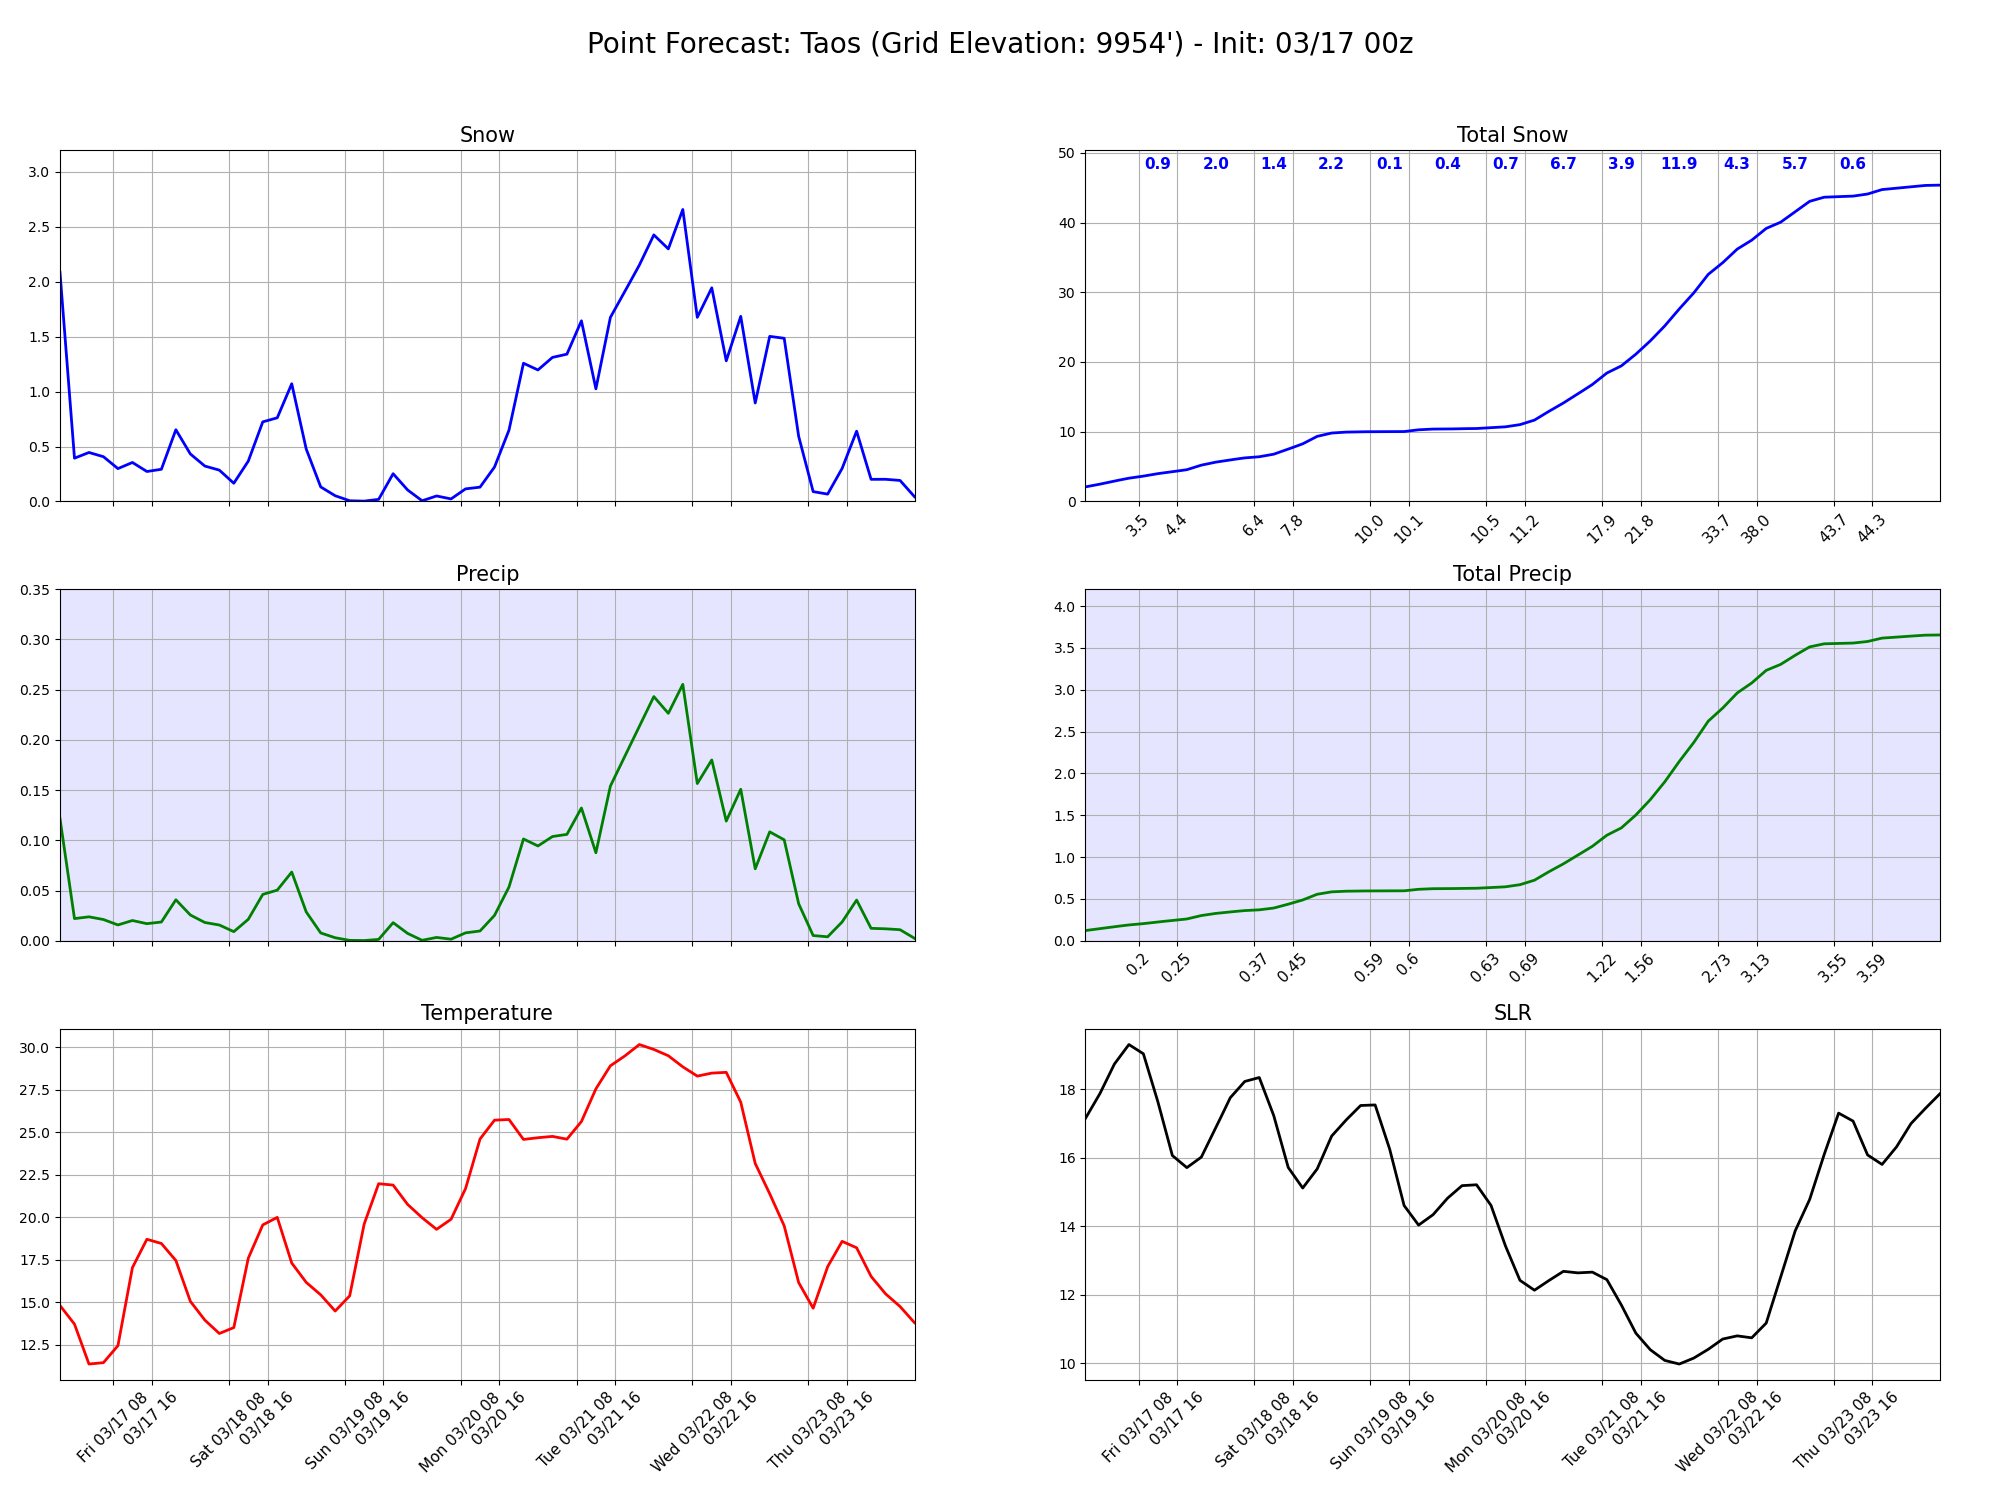 Point Forecast: Taos (Grid Elevation: 9954') - Init: 03/17 00z
Snow
3.0
2.5
2.0
1.5
1.0
0.5
0.0
Total Snow
0.9 2.0 1.4 2.2 0.1 0.4 0.7 6.7 3.9 11.9 4.3 5.7 0.6
50
40
30
20
10
0
3.5 4.4 6.4 7.8 10.0 10.1 10.5 11.2 17.9 21.8 33.7 38.0 43.7 44.3
Precip
0.35
0.30
0.25
0.20
0.15
0.10
0.05
0.00
Total Precip
4.0
3.5
3.0
2.5
2.0
1.5
1.0
0.5
0.0
0.2 0.25 0.37 0.45 0.59 0.6 0.63 0.69 1.22 1.56 2.73 3.13 3.55 3.59
Temperature
30.0
27.5
25.0
22.5
20.0
17.5
15.0
12.5
Fri 03/17 08
03/17 16
Sat 03/18 08
03/18 16
Sun 03/19 08
03/19 16
Mon 03/20 08
03/20 16
Tue 03/21 08
03/21 16
Wed 03/22 08
03/22 16
Thu 03/23 08
03/23 16
SLR
18
16
14
12
10
Fri 03/17 08
03/17 16
Sat 03/18 08
03/18 16
Sun 03/19 08
03/19 16
Mon 03/20 08
03/20 16
Tue 03/21 08
03/21 16
Wed 03/22 08
03/22 16
Thu 03/23 08
03/23 16